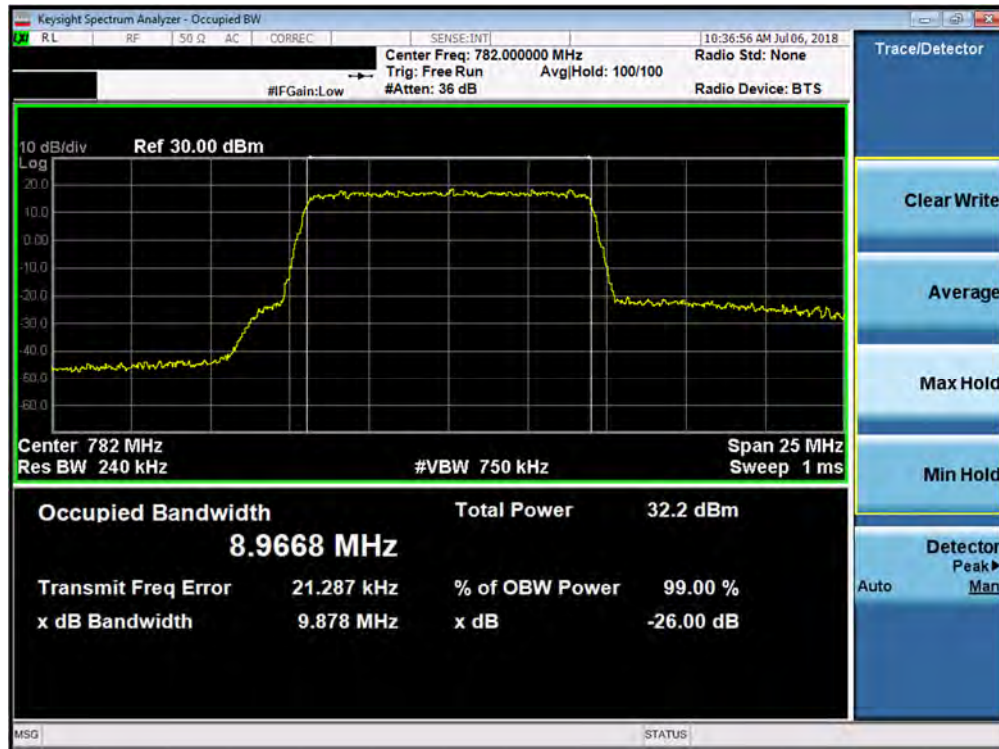 Keysight Spectrum Analyzer - Occupied BW
LXI RL RF 50 Ω AC CORREC SENSE:INT 10:36:56 AM Jul 06, 2018
Center Freq: 782.000000 MHz Radio Std: None
Trig: Free Run Avg|Hold: 100/100
#IFGain:Low #Atten: 36 dB Radio Device: BTS
Trace/Detector
10 dB/div Ref 30.00 dBm
Log
20.0
10.0
0.00
-10.0
-20.0
-30.0
-40.0
-50.0
-60.0
Center 782 MHz Span 25 MHz
Res BW 240 kHz #VBW 750 kHz Sweep 1 ms
Occupied Bandwidth Total Power 32.2 dBm
8.9668 MHz
Transmit Freq Error 21.287 kHz % of OBW Power 99.00 %
x dB Bandwidth 9.878 MHz x dB -26.00 dB
Clear Write
Average
Max Hold
Min Hold
Detector
Peak▶
Auto Man
MSG STATUS